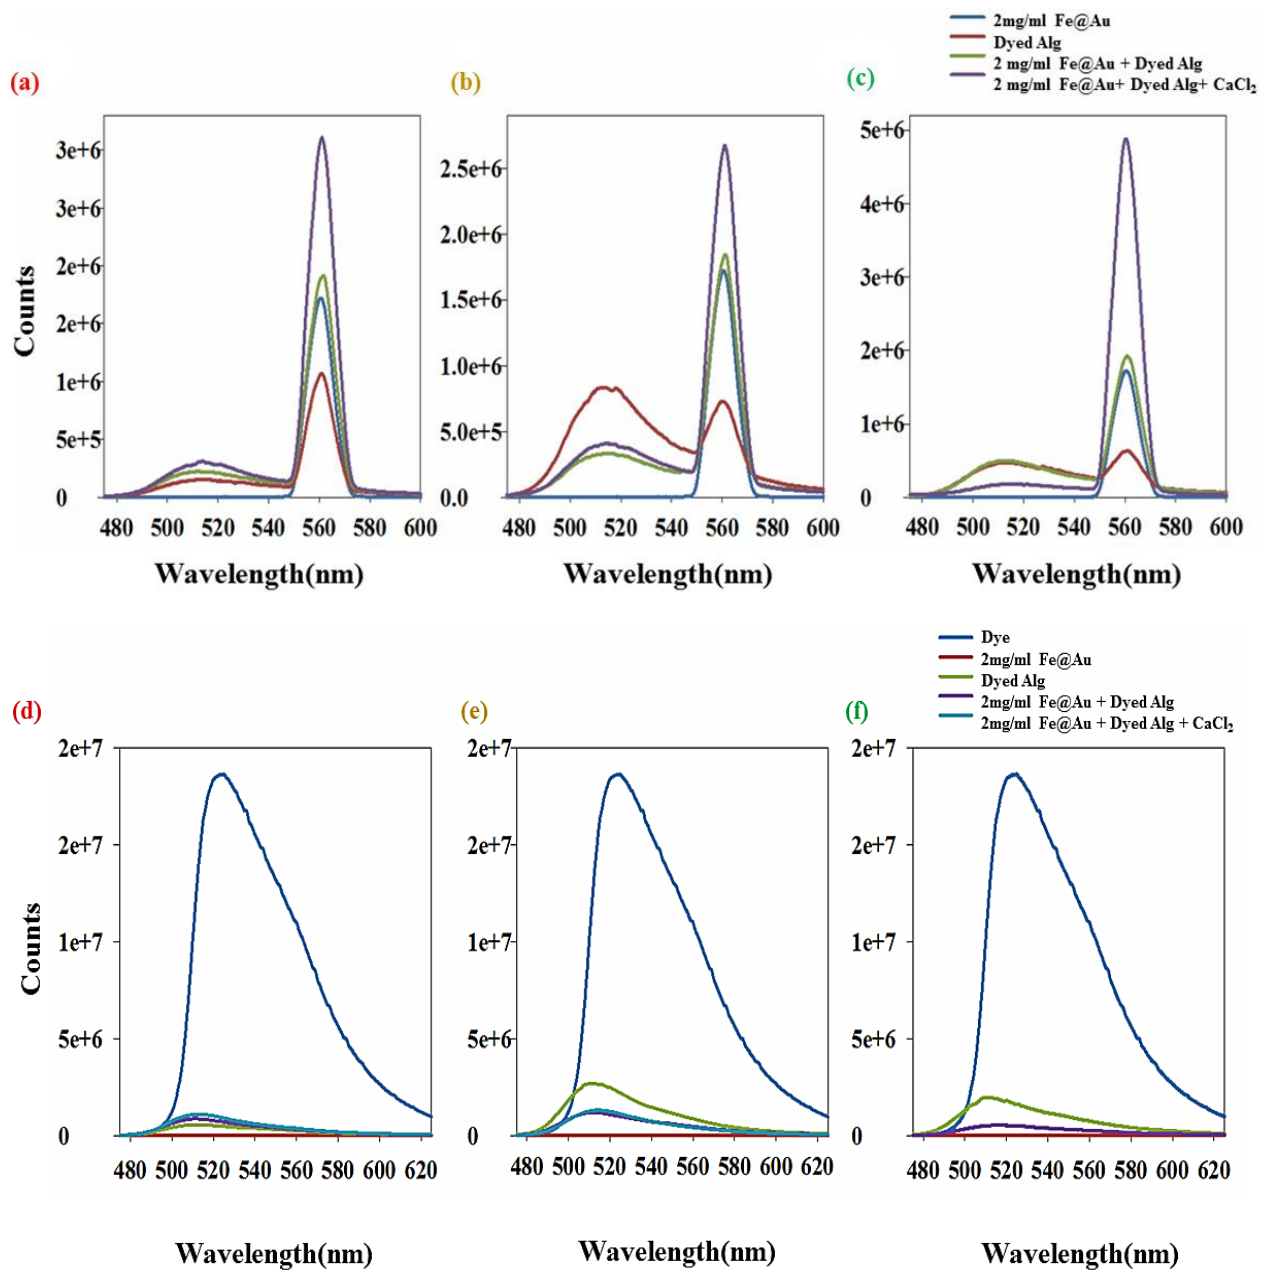 2mg/ml Fe@Au
Dyed Alg
2 mg/ml Fe@Au + Dyed Alg
2 mg/ml Fe@Au+ Dyed Alg+ CaCl₂
(a)
(b)
(c)
3e+6
3e+6
2e+6
2e+6
1e+6
5e+5
0
Counts
480 500 520 540 560 580 600
Wavelength(nm)
2.5e+6
2.0e+6
1.5e+6
1.0e+6
5.0e+5
0.0
480 500 520 540 560 580 600
Wavelength(nm)
5e+6
4e+6
3e+6
2e+6
1e+6
0
480 500 520 540 560 580 600
Wavelength(nm)
Dye
2mg/ml Fe@Au
Dyed Alg
2mg/ml Fe@Au + Dyed Alg
2mg/ml Fe@Au + Dyed Alg + CaCl₂
(d)
(e)
(f)
2e+7
2e+7
1e+7
5e+6
0
Counts
480 500 520 540 560 580 600 620
Wavelength(nm)
2e+7
2e+7
1e+7
5e+6
0
480 500 520 540 560 580 600 620
Wavelength(nm)
2e+7
2e+7
1e+7
5e+6
0
480 500 520 540 560 580 600 620
Wavelength(nm)